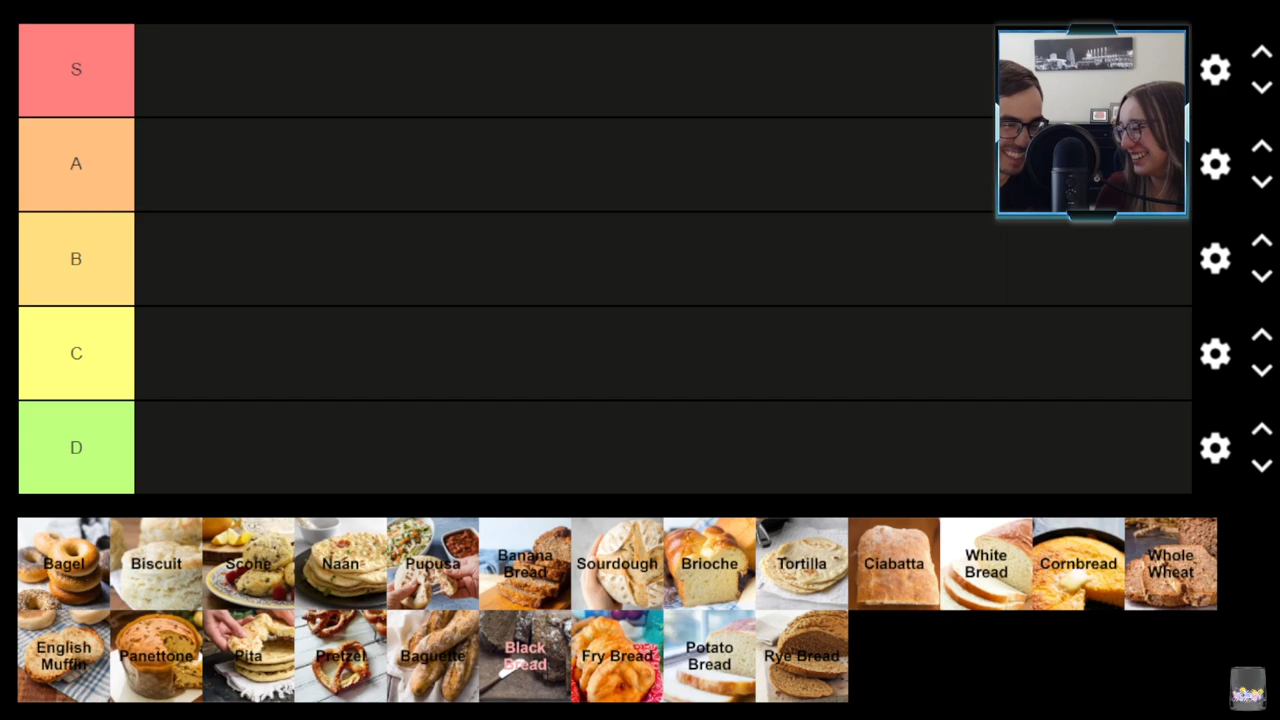 S
A
B
C
D
Bagel
Biscuit
Scone
Naan
Pupusa
Banana
Bread
Sourdough
Brioche
Tortilla
Ciabatta
White
Bread
Cornbread
Whole
Wheat
English
Muffin
Panettone
Pita
Pretzel
Baguette
Black
Bread
Fry Bread
Potato
Bread
Rye Bread